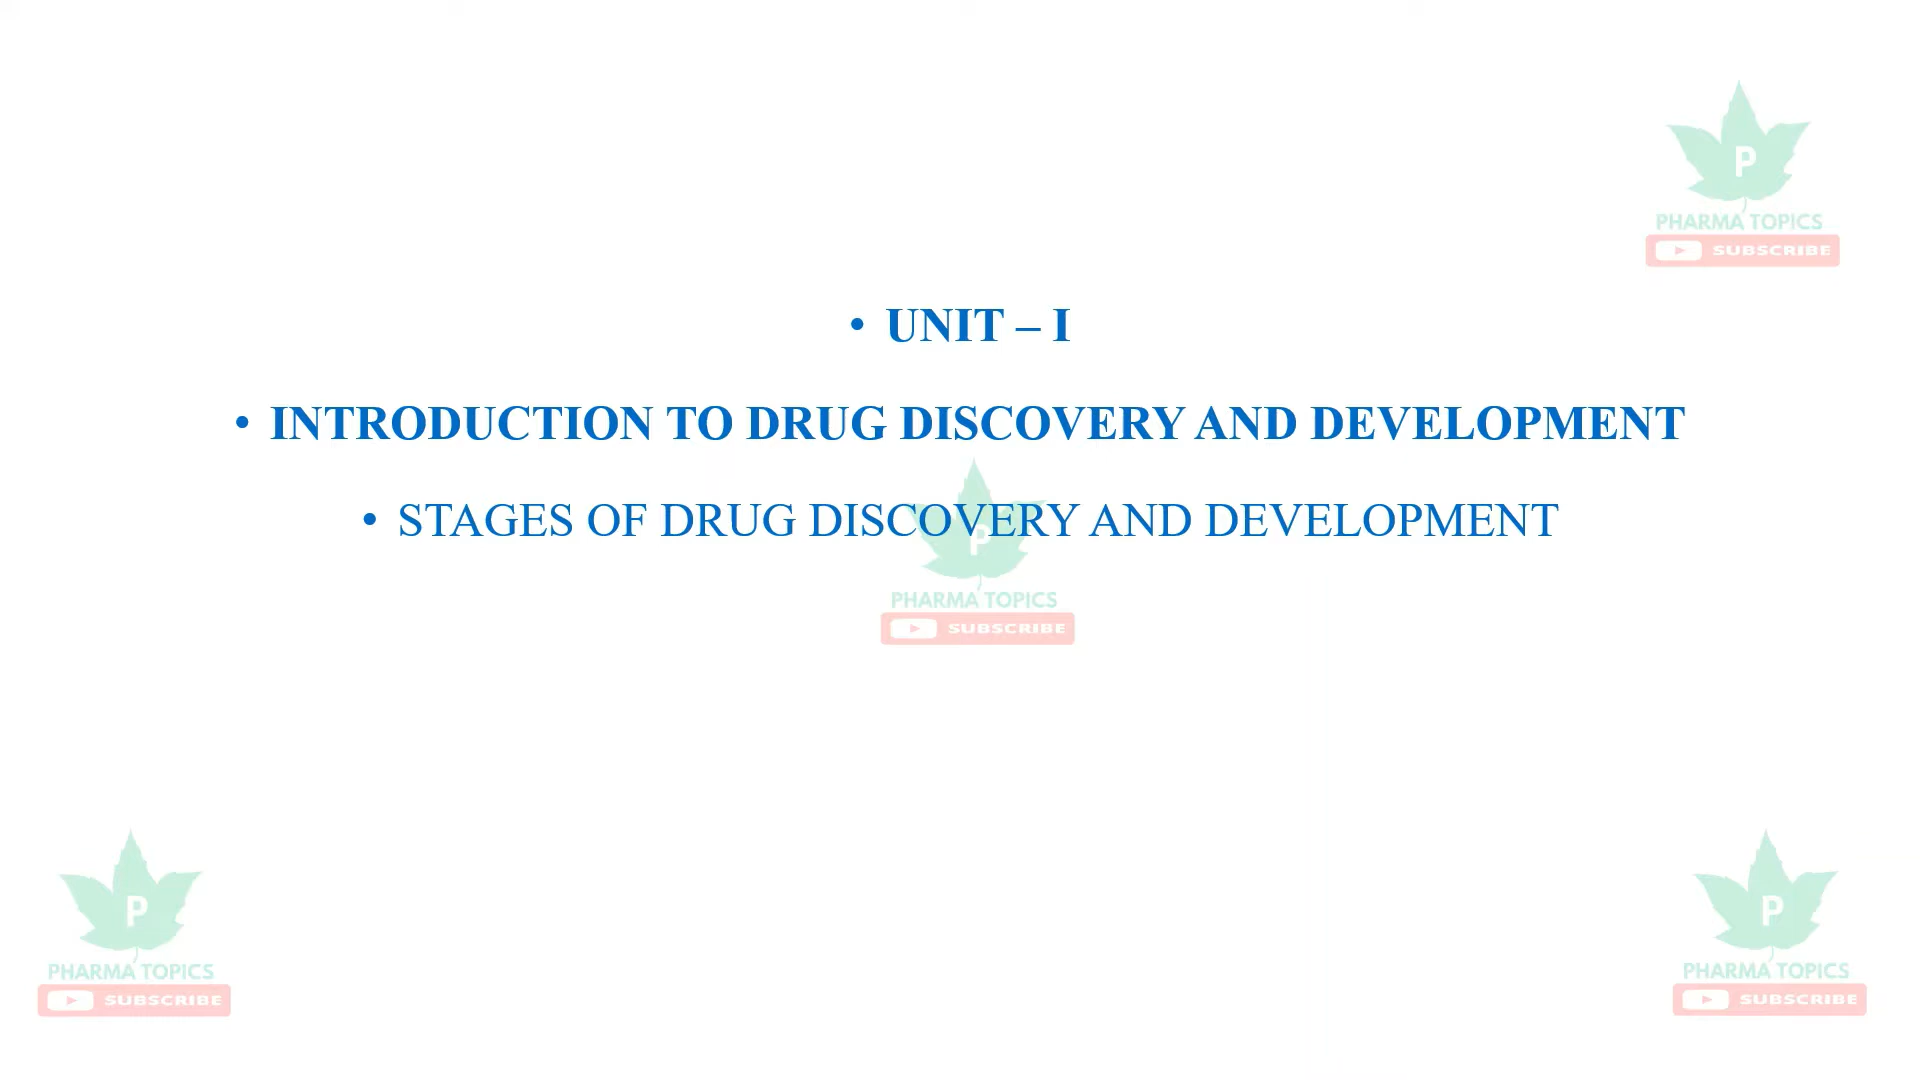 P
PHARMA TOPICS
SUBSCRIBE
• UNIT – I
• INTRODUCTION TO DRUG DISCOVERY AND DEVELOPMENT
• STAGES OF DRUG DISCOVERY AND DEVELOPMENT
P
PHARMA TOPICS
SUBSCRIBE
P
PHARMA TOPICS
SUBSCRIBE
P
PHARMA TOPICS
SUBSCRIBE